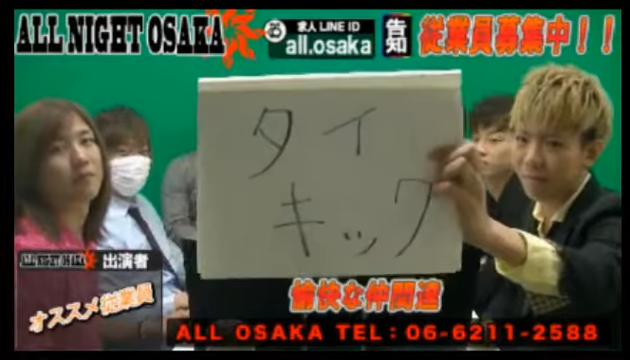 ALL NIGHT OSAKA
求人 LINE ID
all.osaka
告知
従業員募集中！！
タイ
キック
ALL NIGHT OSAKA 出演者
オススメ従業員
愉快な仲間達
ALL OSAKA TEL：06-6211-2588